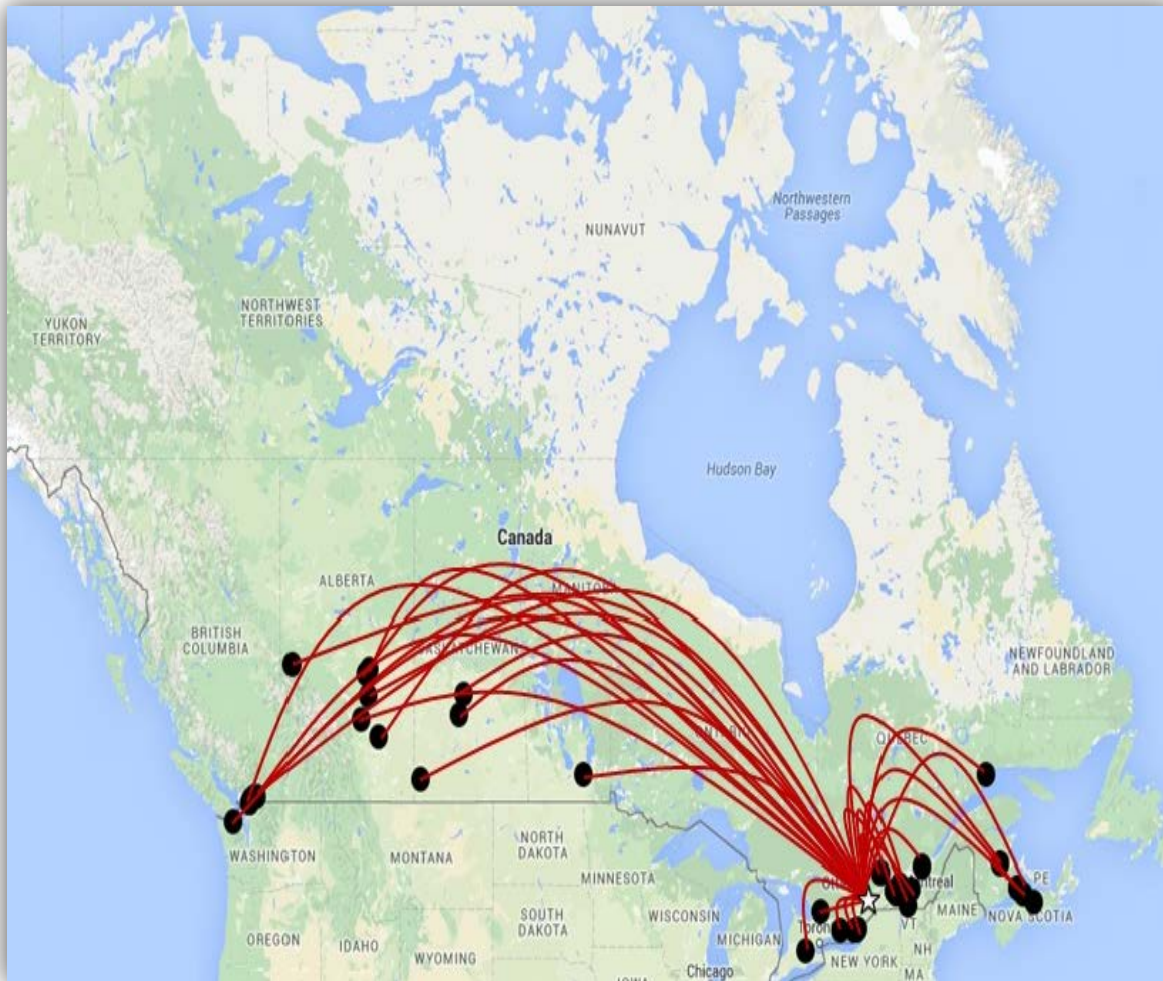 Northwestern
Passages
NUNAVUT
NORTHWEST
TERRITORIES
YUKON
TERRITORY
Hudson Bay
Canada
ALBERTA
BRITISH
COLUMBIA
NEWFOUNDLAND
AND LABRADOR
QUEBEC
WASHINGTON
MONTANA
NORTH
DAKOTA
MINNESOTA
PE
MAINE
NOVA SCOTIA
VT
OREGON
IDAHO
WYOMING
SOUTH
DAKOTA
WISCONSIN
MICHIGAN
NEW YORK
NH
MA
Chicago